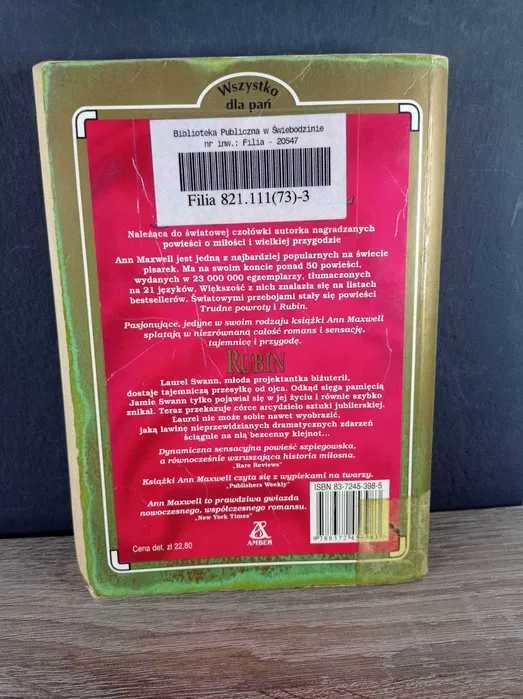 Wszystko
dla pań
Biblioteka Publiczna w Świebodzinie
nr inw.: Filia - 20547
Filia 821.111(73)-3
Należąca do światowej czołówki autorka nagradzanych
powieści o miłości i wielkiej przygodzie
Ann Maxwell jest jedną z najbardziej popularnych na świecie
pisarek. Ma na swoim koncie ponad 50 powieści,
wydanych w 23 000 000 egzemplarzy, tłumaczonych
na 21 języków. Większość z nich znalazła się na listach
bestsellerów. Światowymi przebojami stały się powieści
Trudne powroty i Rubin.
Pasjonujące, jedyne w swoim rodzaju książki Ann Maxwell
splatają w niezrównaną całość romans i sensację,
tajemnicę i przygodę.
RUBIN
Laurel Swann, młoda projektantka biżuterii,
dostaje tajemniczą przesyłkę od ojca. Odkąd sięga pamięcią
Jamie Swann tylko pojawiał się w jej życiu i równie szybko
znikał. Teraz przekazuje córce arcydzieło sztuki jubilerskiej.
Laurel nie może sobie nawet wyobrazić,
jaką lawinę nieprzewidzianych dramatycznych zdarzeń
ściągnie na nią bezcenny klejnot...
Dynamiczna sensacyjna powieść szpiegowska,
a równocześnie wzruszająca historia miłosna.
„Rare Reviews”
Książki Ann Maxwell czyta się z wypiekami na twarzy.
„Publishers Weekly”
Ann Maxwell to prawdziwa gwiazda
nowoczesnego, współczesnego romansu.
„New York Times”
ISBN 83-7245-398-5
Cena det. zł 22,80
AMBER